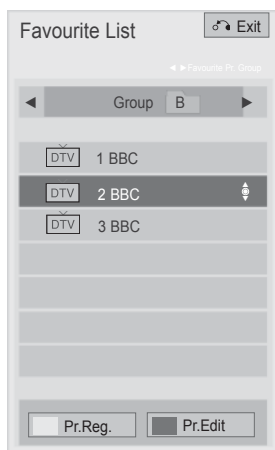 Favourite List Exit
◄ ►Favourite Pr. Group
◄ Group B ►
DTV 1 BBC
DTV 2 BBC
DTV 3 BBC
Pr.Reg. Pr.Edit